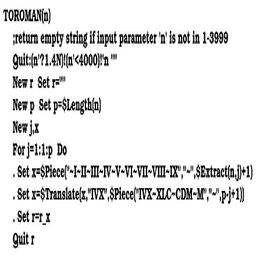 TOROMAN(n)
;return empty string if input parameter 'n' is not in 1-3999
Quit:(n'?1.4N)!(n'<4000)!'n ""
New r Set r=""
New p Set p=$Length(n)
New j,x
For j=1:1:p Do
. Set x=$Piece("~I~II~III~IV~V~VI~VII~VIII~IX","~",$Extract(n,j)+1)
. Set x=$Translate(x,"IVX",$Piece("IVX~XLC~CDM~M","~",p-j+1))
. Set r=r_x
Quit r